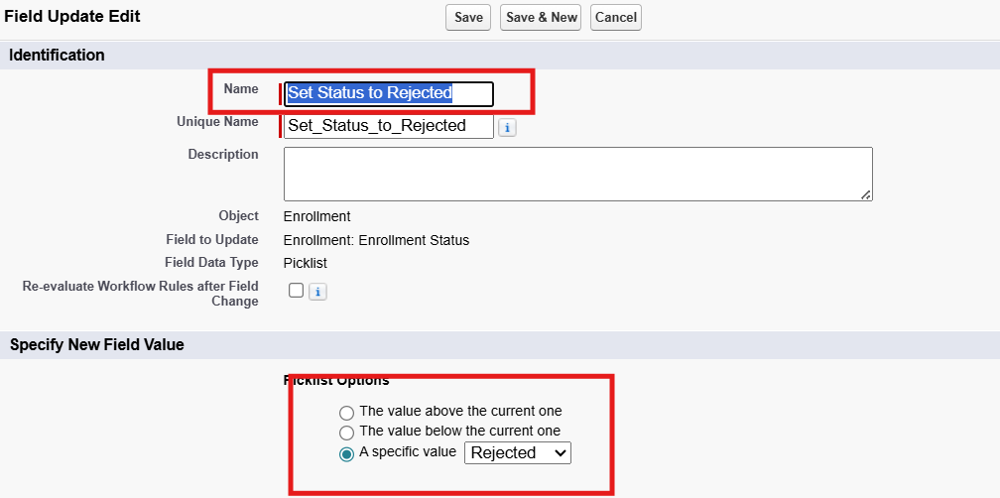 Field Update Edit
Save
Save & New
Cancel
Identification
Name
Set Status to Rejected
Unique Name
Set_Status_to_Rejected
i
Description
Object
Enrollment
Field to Update
Enrollment: Enrollment Status
Field Data Type
Picklist
Re-evaluate Workflow Rules after Field
Change
i
Specify New Field Value
Picklist Options
The value above the current one
The value below the current one
A specific value
Rejected